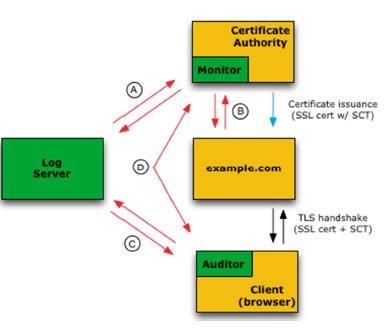 Certificate
Authority
Monitor
A
B
Certificate issuance
(SSL cert w/ SCT)
Log
Server
D
example.com
TLS handshake
(SSL cert + SCT)
C
Auditor
Client
(browser)